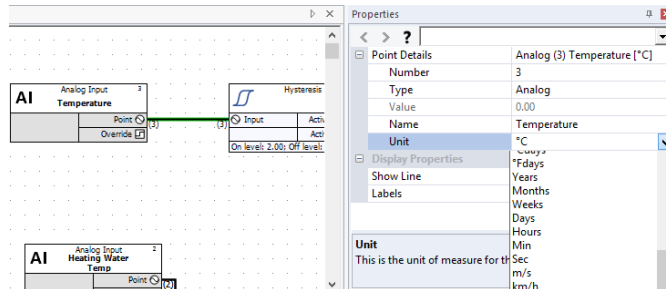 Properties
?
Analog Input 3
AI Temperature
Point
Override
(3)
(3)
Hysteresis
Input
Activ
Acti
On level: 2.00; Off level:
Analog Input 2
AI Heating Water
Temp
Point
(2)
Point Details Analog (3) Temperature [°C]
Number 3
Type Analog
Value 0.00
Name Temperature
Unit °C
°Cdays
Display Properties °Fdays
Show Line Years
Labels Months
Weeks
Days
Hours
Unit Min
This is the unit of measure for th Sec
m/s
km/h